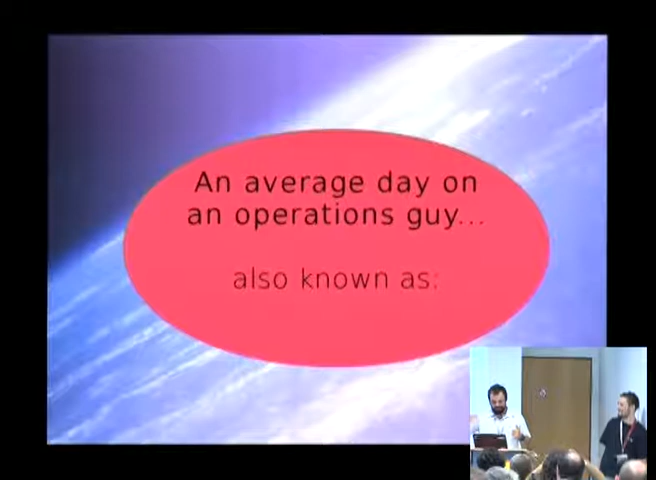 An average day on
an operations guy...
also known as: